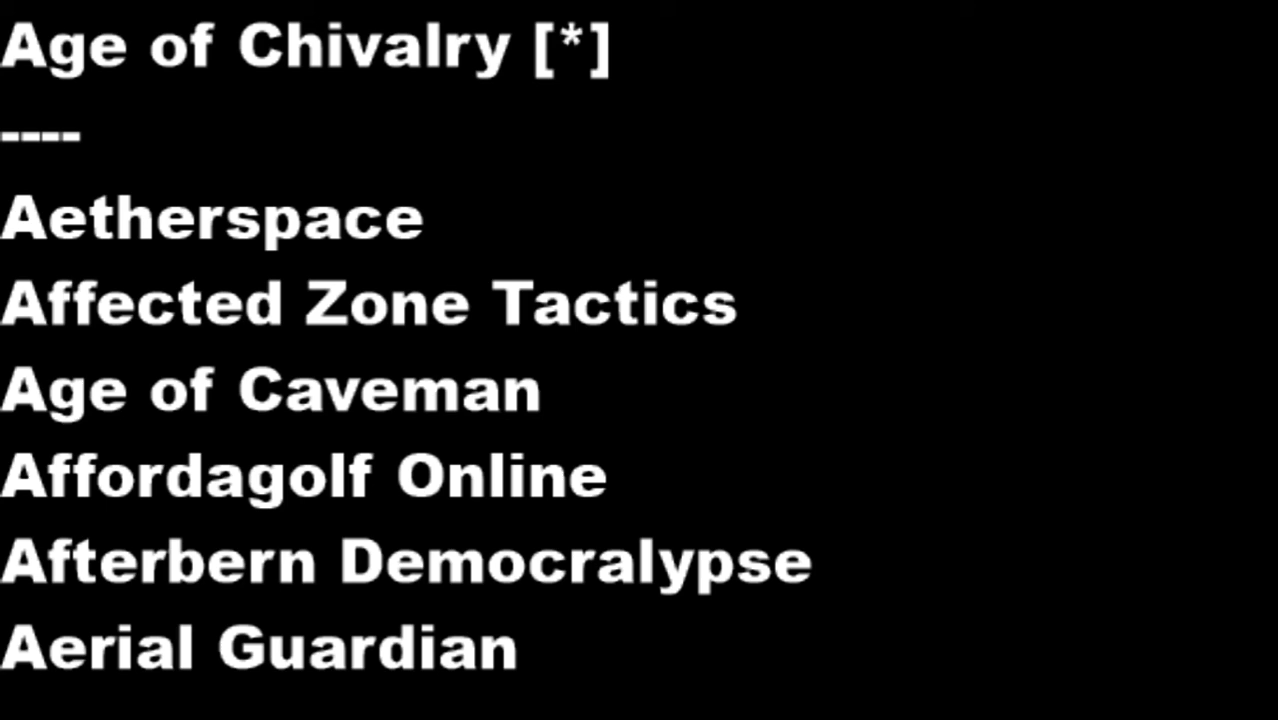 Age of Chivalry [*]
----
Aetherspace
Affected Zone Tactics
Age of Caveman
Affordagolf Online
Afterbern Democralypse
Aerial Guardian